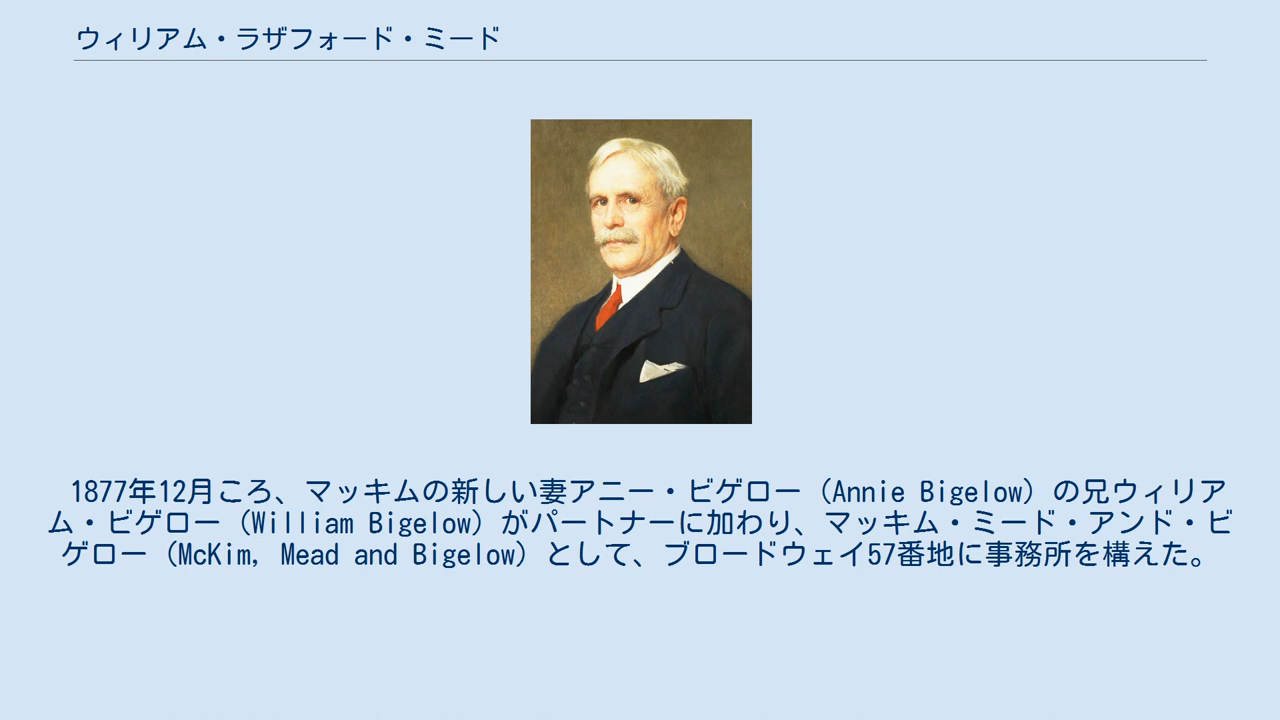 ウィリアム・ラザフォード・ミード
1877年12月ころ、マッキムの新しい妻アニー・ビゲロー（Annie Bigelow）の兄ウィリア
ム・ビゲロー（William Bigelow）がパートナーに加わり、マッキム・ミード・アンド・ビ
ゲロー（McKim, Mead and Bigelow）として、ブロードウェイ57番地に事務所を構えた。